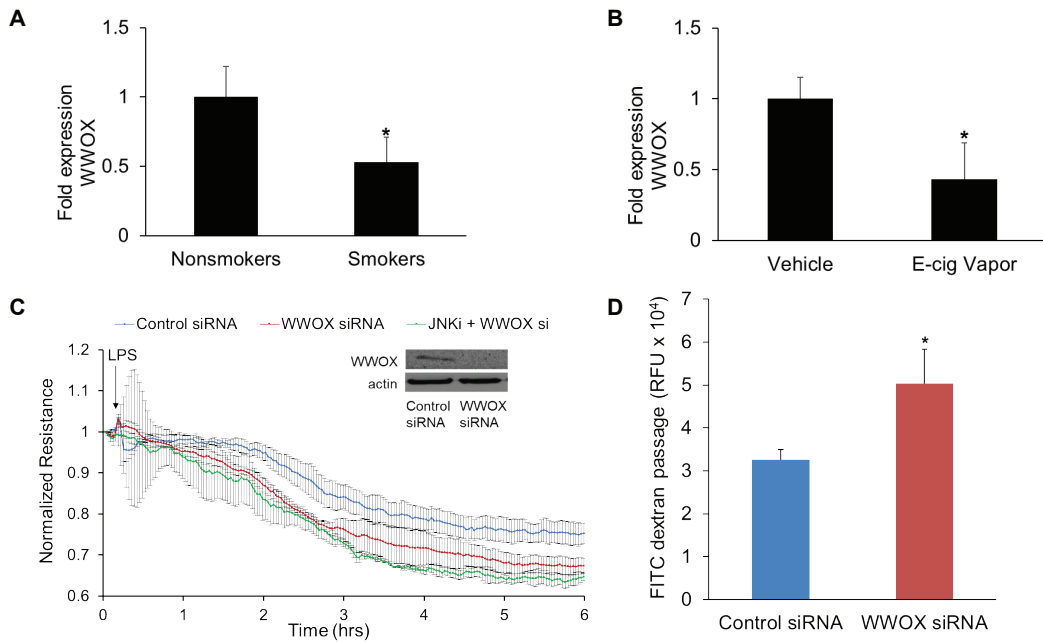 A
Fold expression
WWOX
1.5
1
0.5
0
*
Nonsmokers
Smokers
B
Fold expression
WWOX
1.5
1
0.5
0
*
Vehicle
E-cig Vapor
C
Control siRNA
WWOX siRNA
JNKi + WWOX si
Normalized Resistance
1.2
1.1
1
0.9
0.8
0.7
0.6
LPS
WWOX
actin
Control
siRNA
WWOX
siRNA
0
1
2
3
4
5
6
Time (hrs)
D
FITC dextran passage (RFU x 10⁴)
7
6
5
4
3
2
1
0
*
Control siRNA
WWOX siRNA